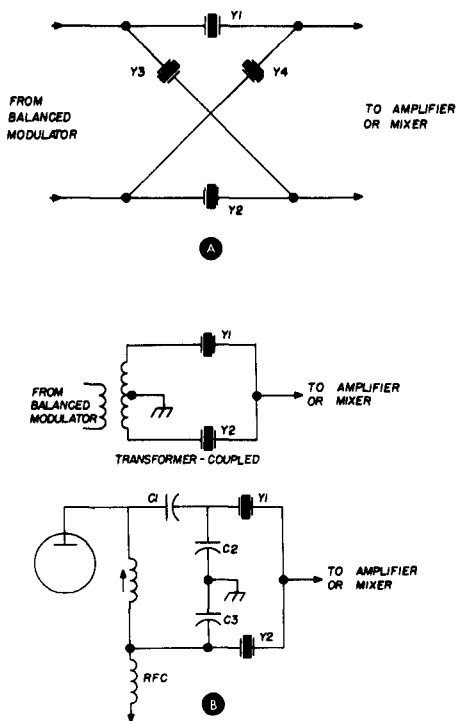 Y1
Y3
Y4
FROM
BALANCED
MODULATOR
TO AMPLIFIER
OR MIXER
Y2
A
Y1
FROM
BALANCED
MODULATOR
TO AMPLIFIER
OR MIXER
Y2
TRANSFORMER-COUPLED
C1
Y1
C2
TO AMPLIFIER
OR MIXER
C3
Y2
RFC
B